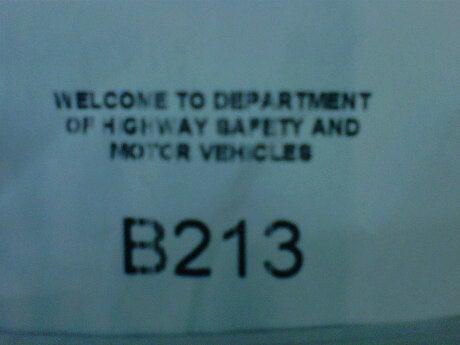 WELCOME TO DEPARTMENT
OF HIGHWAY SAFETY AND
MOTOR VEHICLES
B213